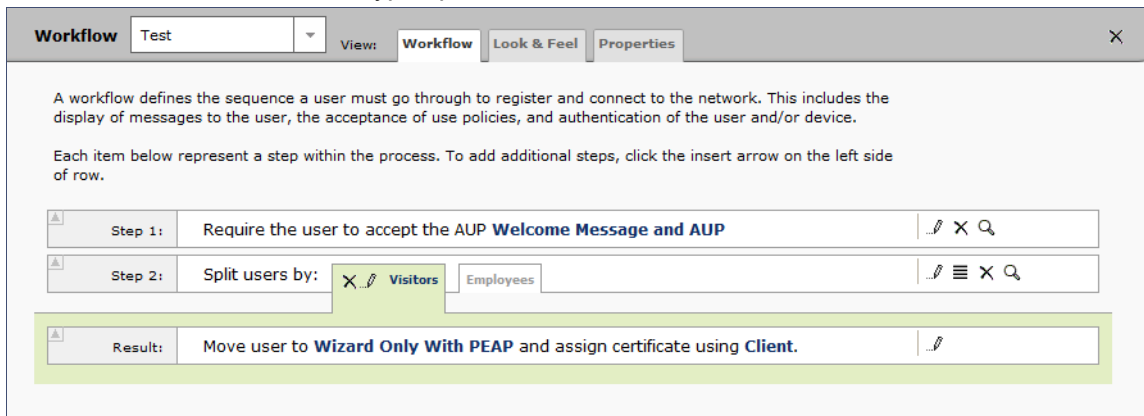 Workflow Test View: Workflow Look & Feel Properties
A workflow defines the sequence a user must go through to register and connect to the network. This includes the
display of messages to the user, the acceptance of use policies, and authentication of the user and/or device.
Each item below represent a step within the process. To add additional steps, click the insert arrow on the left side
of row.
Step 1: Require the user to accept the AUP Welcome Message and AUP
Step 2: Split users by: Visitors Employees
Result: Move user to Wizard Only With PEAP and assign certificate using Client.